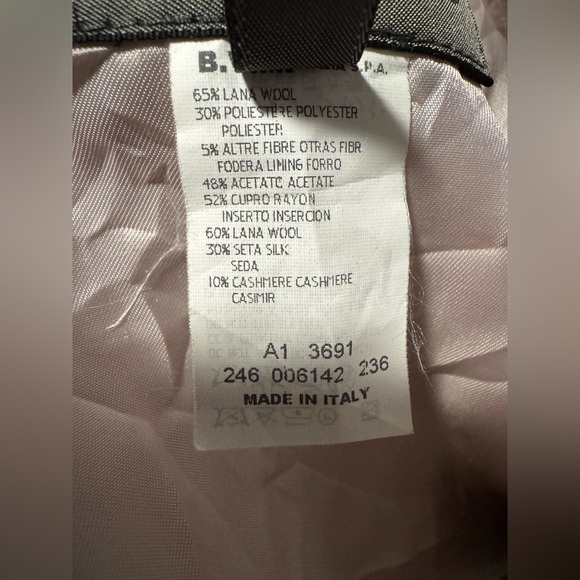 65% LANA WOOL
30% POLIESTERE POLYESTER
POLIESTER
5% ALTRE FIBRE OTRAS FIBR
FODERA LINING FORRO
48% ACETATO ACETATE
52% CUPRO RAYON
INSERTO INSERCION
60% LANA WOOL
30% SETA SILK
SEDA
10% CASHMERE CASHMERE
CASIMIR
A1 3691
246 006142 236
MADE IN ITALY